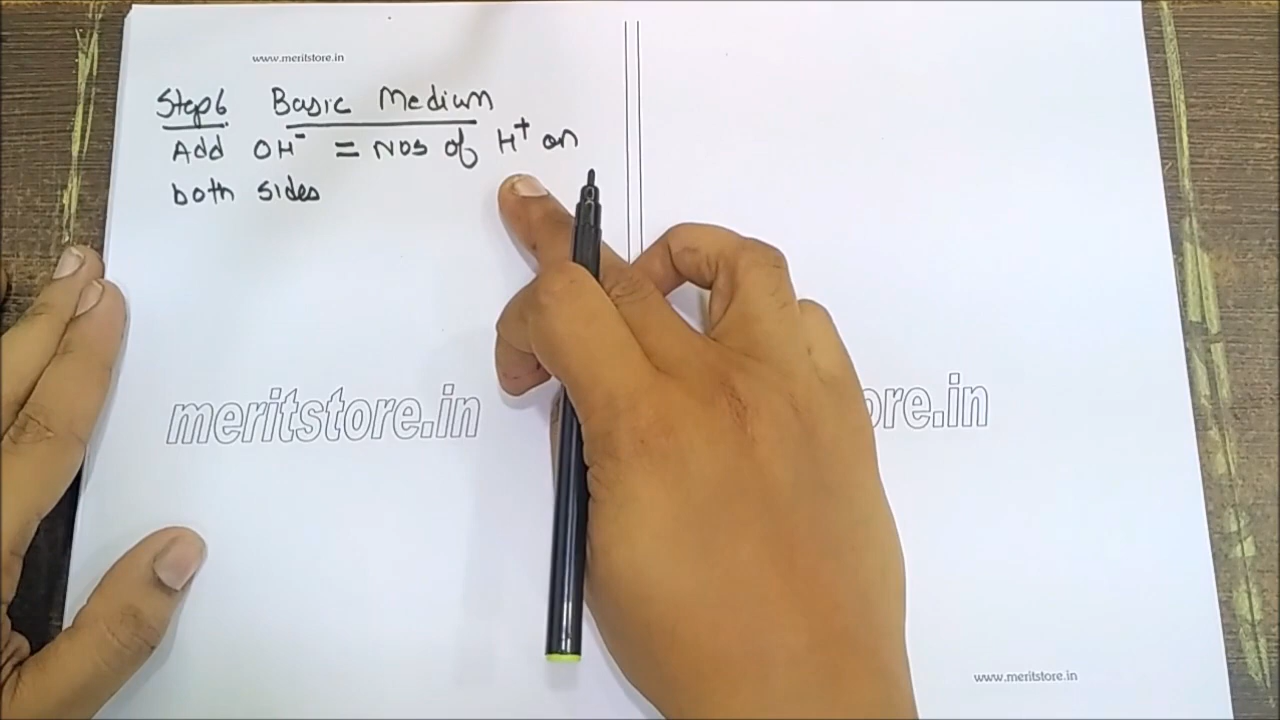 www.meritstore.in
Step6 Basic Medium
Add OH⁻ = Nos of H⁺ on
both sides
meritstore.in
ore.in
www.meritstore.in